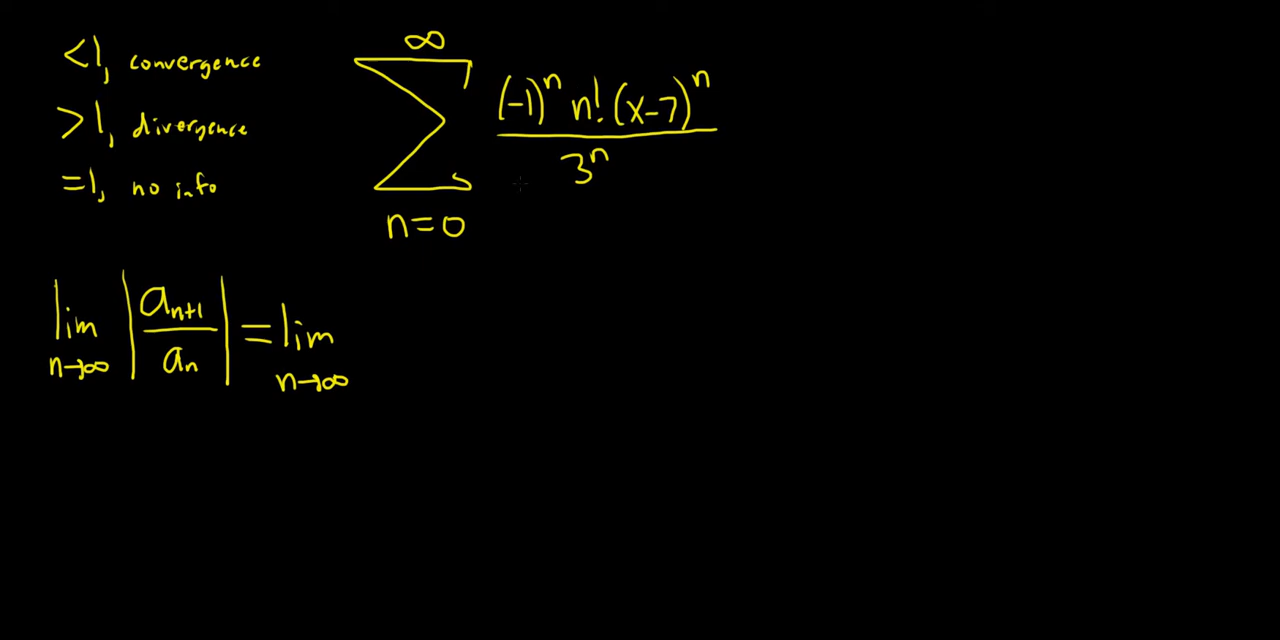 <1, convergence
>1, divergence
=1, no info
∞
∑
n=0
(-1)^n n! (x-7)^n
3^n
lim n→∞ | a_{n+1} / a_n | = lim n→∞